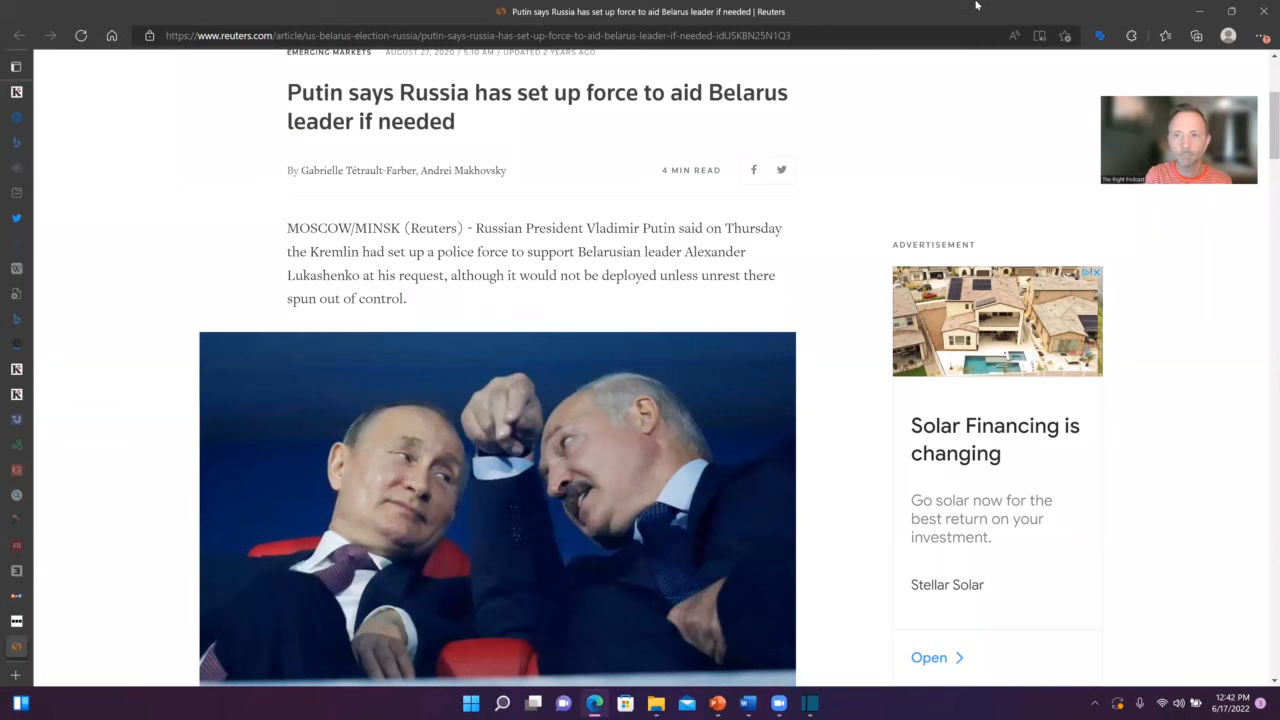 Putin says Russia has set up force to aid Belarus leader if needed | Reuters
https://www.reuters.com/article/us-belarus-election-russia/putin-says-russia-has-set-up-force-to-aid-belarus-leader-if-needed-idUSKBN25N1Q3
EMERGING MARKETS AUGUST 27, 2020 / 5:10 AM / UPDATED 2 YEARS AGO
Putin says Russia has set up force to aid Belarus
leader if needed
By Gabrielle Tétrault-Farber, Andrei Makhovsky
4 MIN READ
The Right Podcast
MOSCOW/MINSK (Reuters) - Russian President Vladimir Putin said on Thursday
the Kremlin had set up a police force to support Belarusian leader Alexander
Lukashenko at his request, although it would not be deployed unless unrest there
spun out of control.
ADVERTISEMENT
Solar Financing is
changing
Go solar now for the
best return on your
investment.
Stellar Solar
Open
12:42 PM
6/17/2022